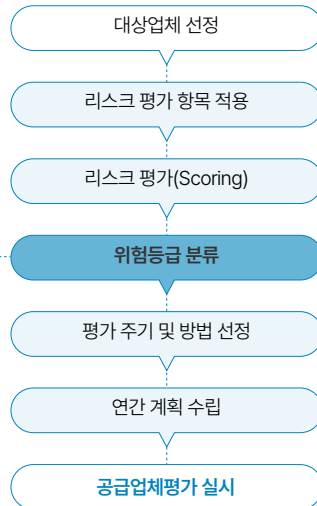 대상업체 선정
리스크 평가 항목 적용
리스크 평가(Scoring)
위험등급 분류
평가 주기 및 방법 선정
연간 계획 수립
공급업체평가 실시